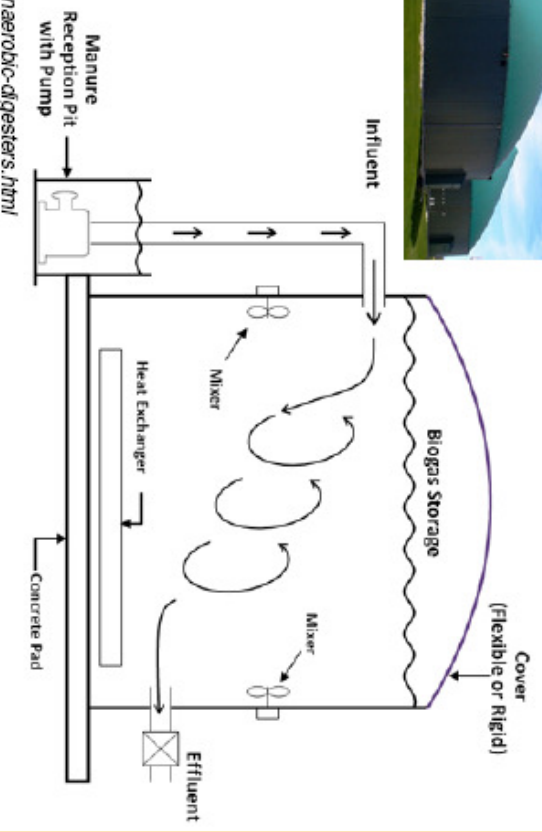 Cover
(Flexible or Rigid)
Biogas Storage
Influent
Mixer
Mixer
Manure
Reception Pit
with Pump
Heat Exchanger
Effluent
Concrete Pad
naerobic-digesters.html